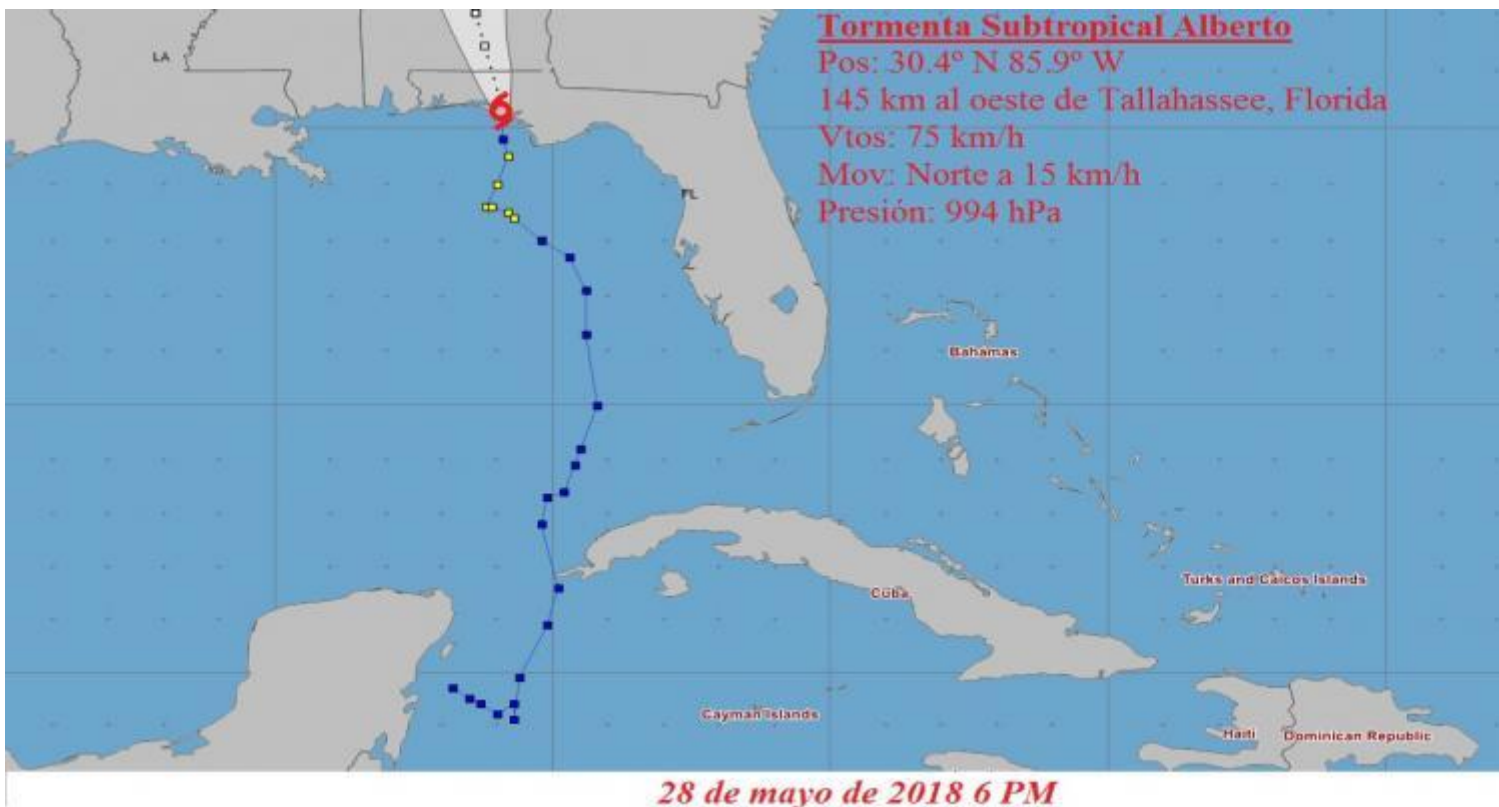 Tormenta Subtropical Alberto
Pos: 30.4º N 85.9º W
145 km al oeste de Tallahassee, Florida
Vtos: 75 km/h
Mov: Norte a 15 km/h
Presión: 994 hPa
LA
FL
Bahamas
Cuba
Turks and Caicos Islands
Cayman Islands
Haiti
Dominican Republic
28 de mayo de 2018 6 PM